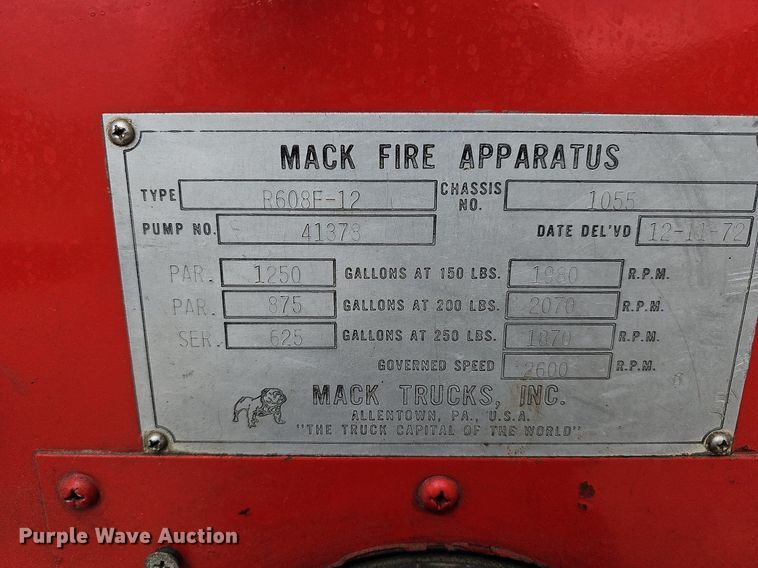 MACK FIRE APPARATUS
TYPE R608F-12 CHASSIS NO. 1055
PUMP NO. 41373 DATE DEL'VD 12-11-72
PAR. 1250 GALLONS AT 150 LBS. 1980 R.P.M.
PAR. 875 GALLONS AT 200 LBS. 2070 R.P.M.
SER. 625 GALLONS AT 250 LBS. 1870 R.P.M.
GOVERNED SPEED 2600 R.P.M.
MACK TRUCKS, INC.
ALLENTOWN, PA., U.S.A.
"THE TRUCK CAPITAL OF THE WORLD"
Purple Wave Auction